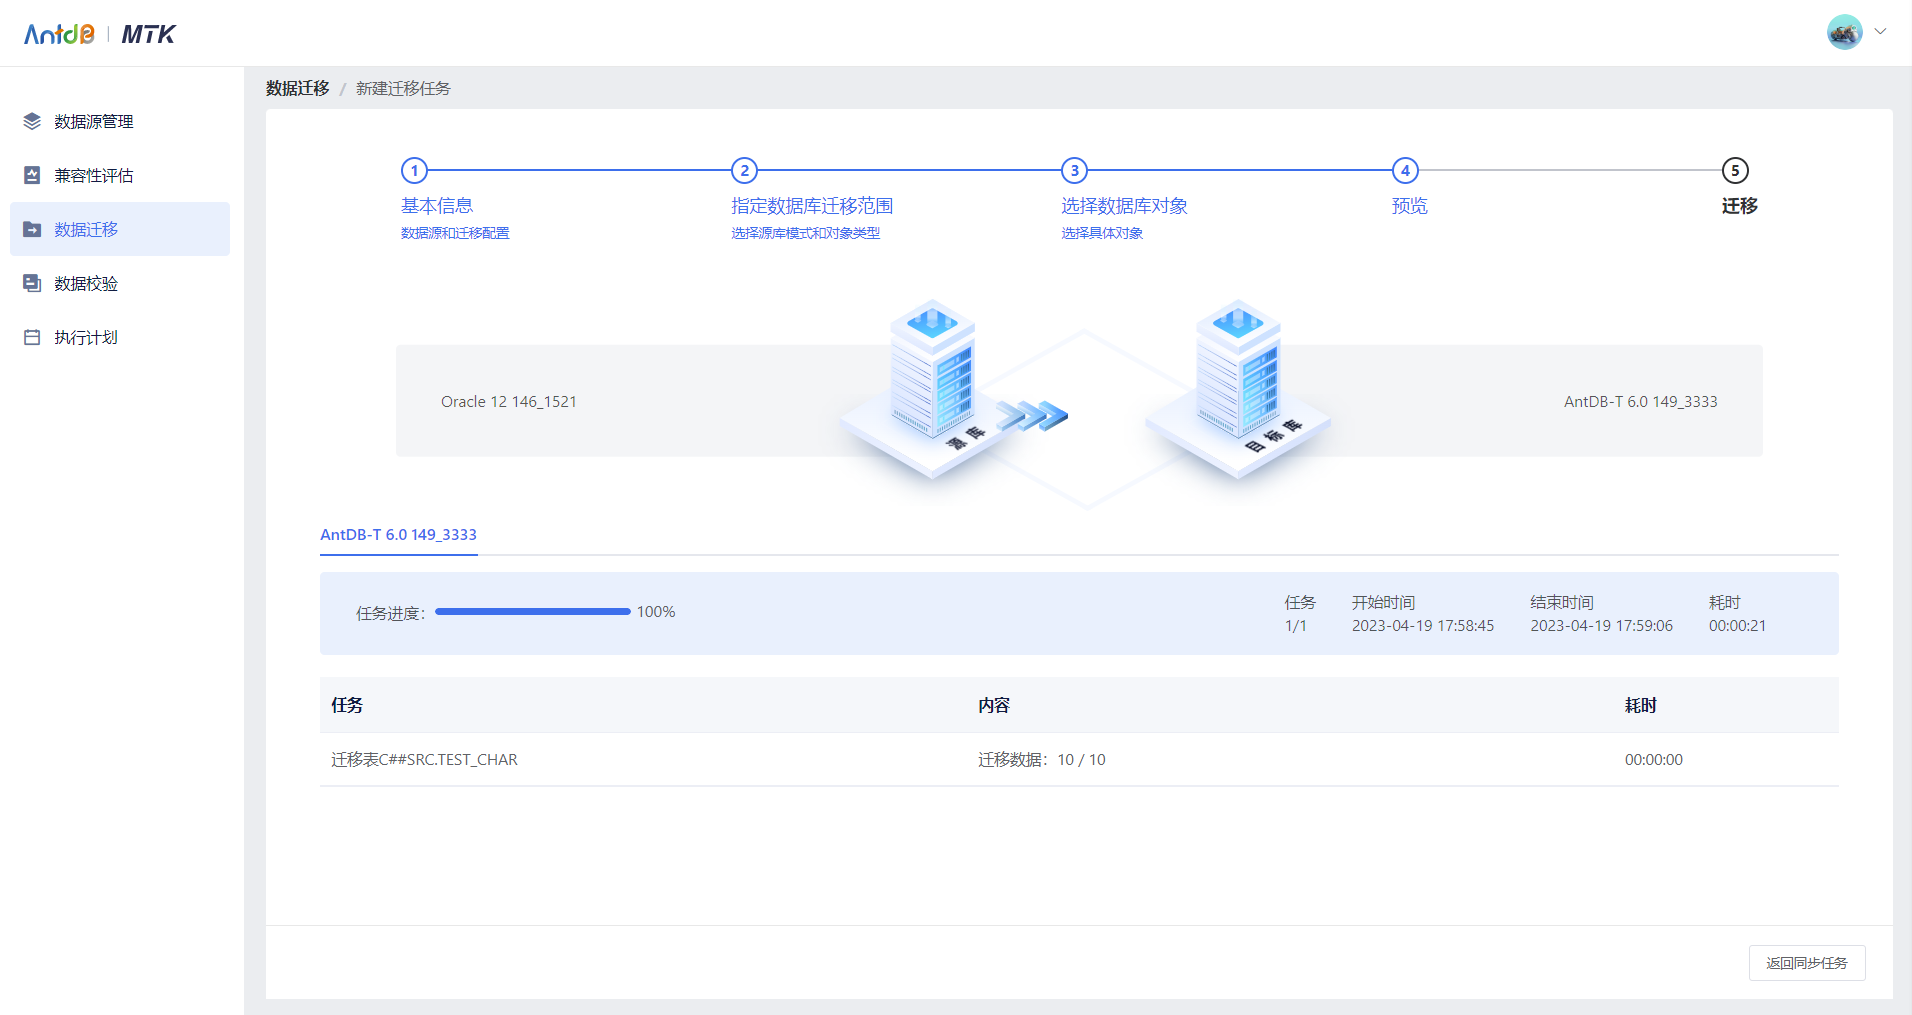 AntDB | MTK
数据源管理
兼容性评估
数据迁移
数据校验
执行计划
数据迁移 / 新建迁移任务
1 2 3 4 5
基本信息 指定数据库迁移范围 选择数据库对象 预览 迁移
数据源和迁移配置 选择源库模式和对象类型 选择具体对象
Oracle 12 146_1521
源库
目标库
AntDB-T 6.0 149_3333
AntDB-T 6.0 149_3333
任务进度： 100%
任务 开始时间 结束时间 耗时
1/1 2023-04-19 17:58:45 2023-04-19 17:59:06 00:00:21
任务 内容 耗时
迁移表C##SRC.TEST_CHAR 迁移数据：10 / 10 00:00:00
返回同步任务